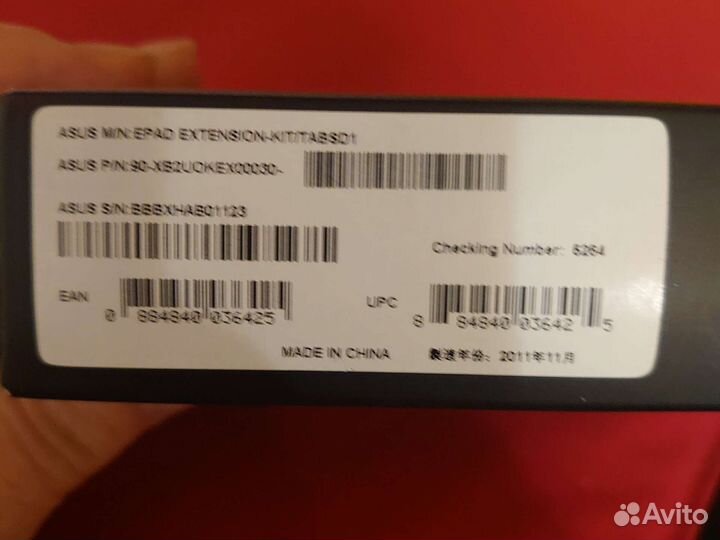 ASUS M/N:EPAD EXTENSION-KIT/TABSD1
ASUS P/N:90-XB2UOKEX00030-
ASUS S/N:BBBXHAB01123
Checking Number: 6264
EAN
0 884840 036425
UPC
8 84840 03642 5
MADE IN CHINA 製造年份: 2011年11月
Avito